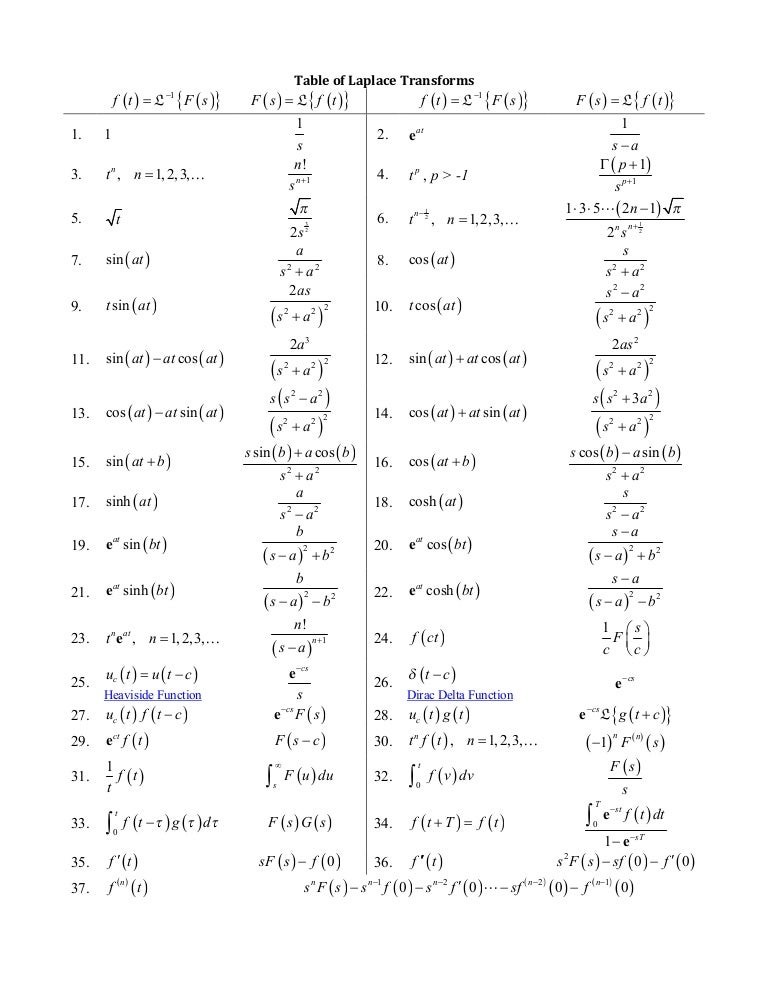 Table of Laplace Transforms
f(t) = 𝔏⁻¹{F(s)} F(s) = 𝔏{f(t)} f(t) = 𝔏⁻¹{F(s)} F(s) = 𝔏{f(t)}
1. 1 1/s 2. e^{at} 1/(s−a)
3. t^n, n = 1,2,3,… n!/s^{n+1} 4. t^p, p > -1 Γ(p+1)/s^{p+1}
5. √t √π/(2s^{3/2}) 6. t^{n−1/2}, n = 1,2,3,… 1·3·5⋯(2n−1)√π/(2^n s^{n+1/2})
7. sin(at) a/(s²+a²) 8. cos(at) s/(s²+a²)
9. t sin(at) 2as/(s²+a²)² 10. t cos(at) (s²−a²)/(s²+a²)²
11. sin(at)−at cos(at) 2a³/(s²+a²)² 12. sin(at)+at cos(at) 2as²/(s²+a²)²
13. cos(at)−at sin(at) s(s²−a²)/(s²+a²)² 14. cos(at)+at sin(at) s(s²+3a²)/(s²+a²)²
15. sin(at+b) (s sin(b)+a cos(b))/(s²+a²) 16. cos(at+b) (s cos(b)−a sin(b))/(s²+a²)
17. sinh(at) a/(s²−a²) 18. cosh(at) s/(s²−a²)
19. e^{at} sin(bt) b/((s−a)²+b²) 20. e^{at} cos(bt) (s−a)/((s−a)²+b²)
21. e^{at} sinh(bt) b/((s−a)²−b²) 22. e^{at} cosh(bt) (s−a)/((s−a)²−b²)
23. t^n e^{at}, n = 1,2,3,… n!/(s−a)^{n+1} 24. f(ct) (1/c)F(s/c)
25. u_c(t) = u(t−c) e^{−cs}/s 26. δ(t−c) e^{−cs}
Heaviside Function Dirac Delta Function
27. u_c(t) f(t−c) e^{−cs}F(s) 28. u_c(t) g(t) e^{−cs}𝔏{g(t+c)}
29. e^{ct} f(t) F(s−c) 30. t^n f(t), n = 1,2,3,… (−1)^n F^{(n)}(s)
31. (1/t) f(t) ∫_s^∞ F(u)du 32. ∫_0^t f(v)dv F(s)/s
33. ∫_0^t f(t−τ)g(τ)dτ F(s)G(s) 34. f(t+T) = f(t) ∫_0^T e^{−st} f(t)dt/(1−e^{−sT})
35. f′(t) sF(s)−f(0) 36. f″(t) s²F(s)−sf(0)−f′(0)
37. f^{(n)}(t) s^n F(s)−s^{n−1} f(0)−s^{n−2} f′(0)⋯−sf^{(n−2)}(0)−f^{(n−1)}(0)